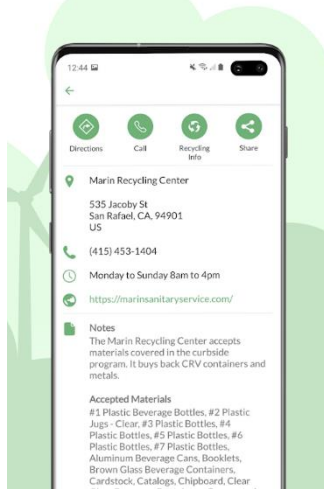 12:44
Directions
Call
Recycling
Info
Share
Marin Recycling Center
535 Jacoby St
San Rafael, CA, 94901
US
(415) 453-1404
Monday to Sunday 8am to 4pm
https://marinsanitaryservice.com/
Notes
The Marin Recycling Center accepts
materials covered in the curbside
program. It buys back CRV containers and
metals.
Accepted Materials
#1 Plastic Beverage Bottles, #2 Plastic
Jugs - Clear, #3 Plastic Bottles, #4
Plastic Bottles, #5 Plastic Bottles, #6
Plastic Bottles, #7 Plastic Bottles,
Aluminum Beverage Cans, Booklets,
Brown Glass Beverage Containers,
Cardstock, Catalogs, Chipboard, Clear